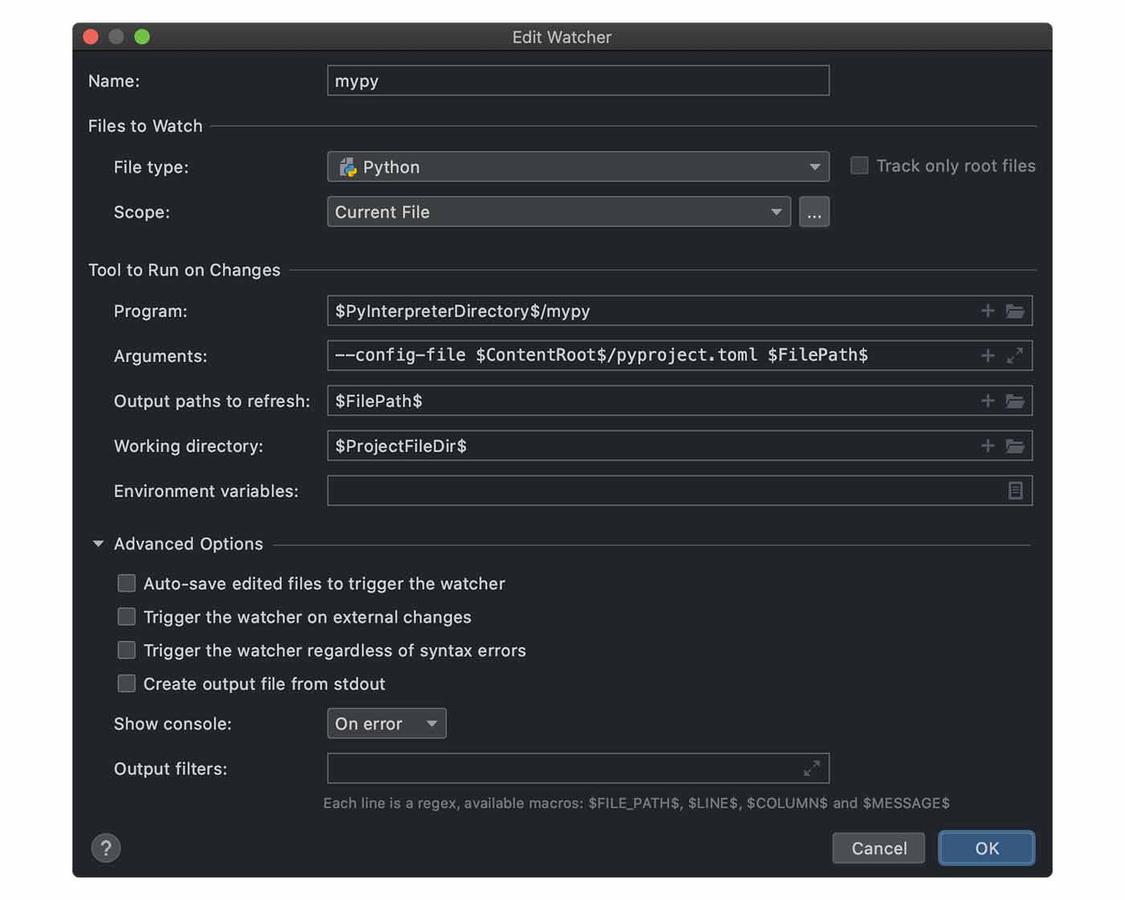 Edit Watcher
Name: mypy
Files to Watch
File type: Python Track only root files
Scope: Current File ...
Tool to Run on Changes
Program: $PyInterpreterDirectory$/mypy
Arguments: --config-file $ContentRoot$/pyproject.toml $FilePath$
Output paths to refresh: $FilePath$
Working directory: $ProjectFileDir$
Environment variables:
Advanced Options
Auto-save edited files to trigger the watcher
Trigger the watcher on external changes
Trigger the watcher regardless of syntax errors
Create output file from stdout
Show console: On error
Output filters:
Each line is a regex, available macros: $FILE_PATH$, $LINE$, $COLUMN$ and $MESSAGE$
? Cancel OK